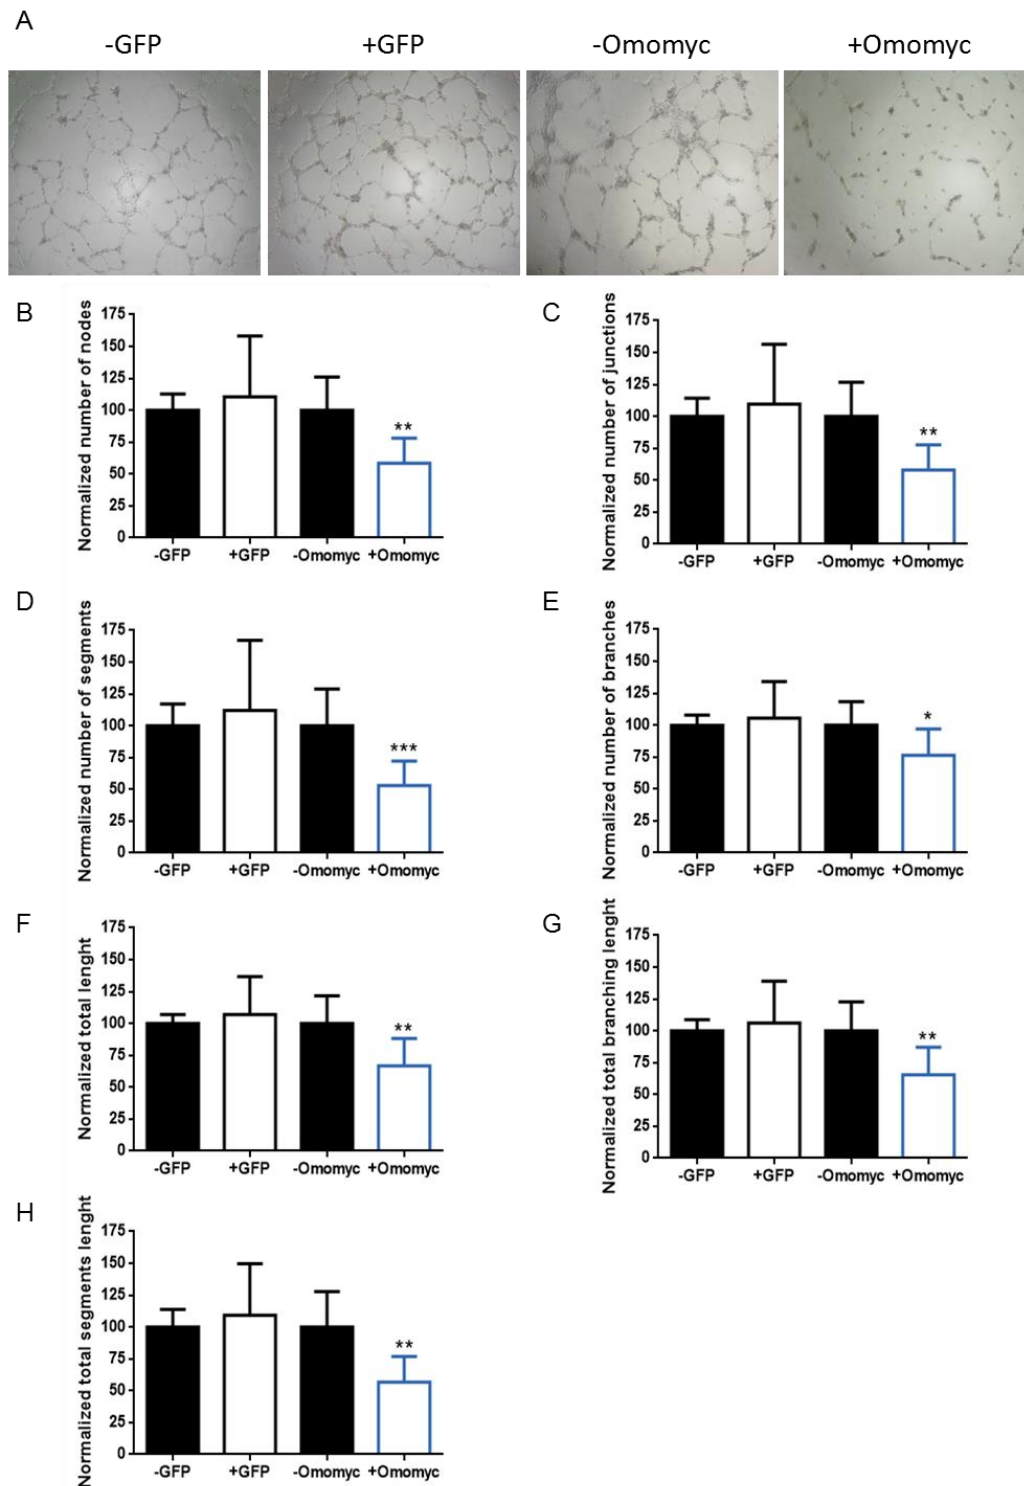 A
-GFP +GFP -Omomyc +Omomyc
B
Normalized number of nodes
175
150
125
100
75
50
25
0
**
-GFP +GFP -Omomyc +Omomyc
C
Normalized number of junctions
175
150
125
100
75
50
25
0
**
-GFP +GFP -Omomyc +Omomyc
D
Normalized number of segments
175
150
125
100
75
50
25
0
***
-GFP +GFP -Omomyc +Omomyc
E
Normalized number of branches
175
150
125
100
75
50
25
0
*
-GFP +GFP -Omomyc +Omomyc
F
Normalized total lenght
175
150
125
100
75
50
25
0
**
-GFP +GFP -Omomyc +Omomyc
G
Normalized total branching lenght
175
150
125
100
75
50
25
0
**
-GFP +GFP -Omomyc +Omomyc
H
Normalized total segments lenght
175
150
125
100
75
50
25
0
**
-GFP +GFP -Omomyc +Omomyc